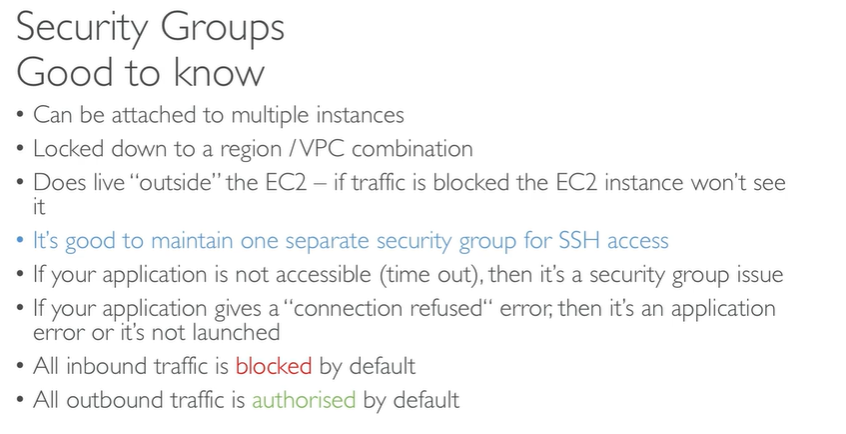 Security Groups
Good to know
• Can be attached to multiple instances
• Locked down to a region / VPC combination
• Does live “outside” the EC2 – if traffic is blocked the EC2 instance won’t see
it
• It’s good to maintain one separate security group for SSH access
• If your application is not accessible (time out), then it’s a security group issue
• If your application gives a “connection refused“ error, then it’s an application
error or it’s not launched
• All inbound traffic is blocked by default
• All outbound traffic is authorised by default